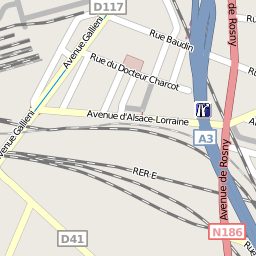 D117
Rue Baudin
de Rosny
Avenue Gallieni
Rue du Docteur Charcot
Avenue Gallieni
Avenue d'Alsace-Lorraine
A3
RER E
Avenue de Rosny
D41
N186
Rue